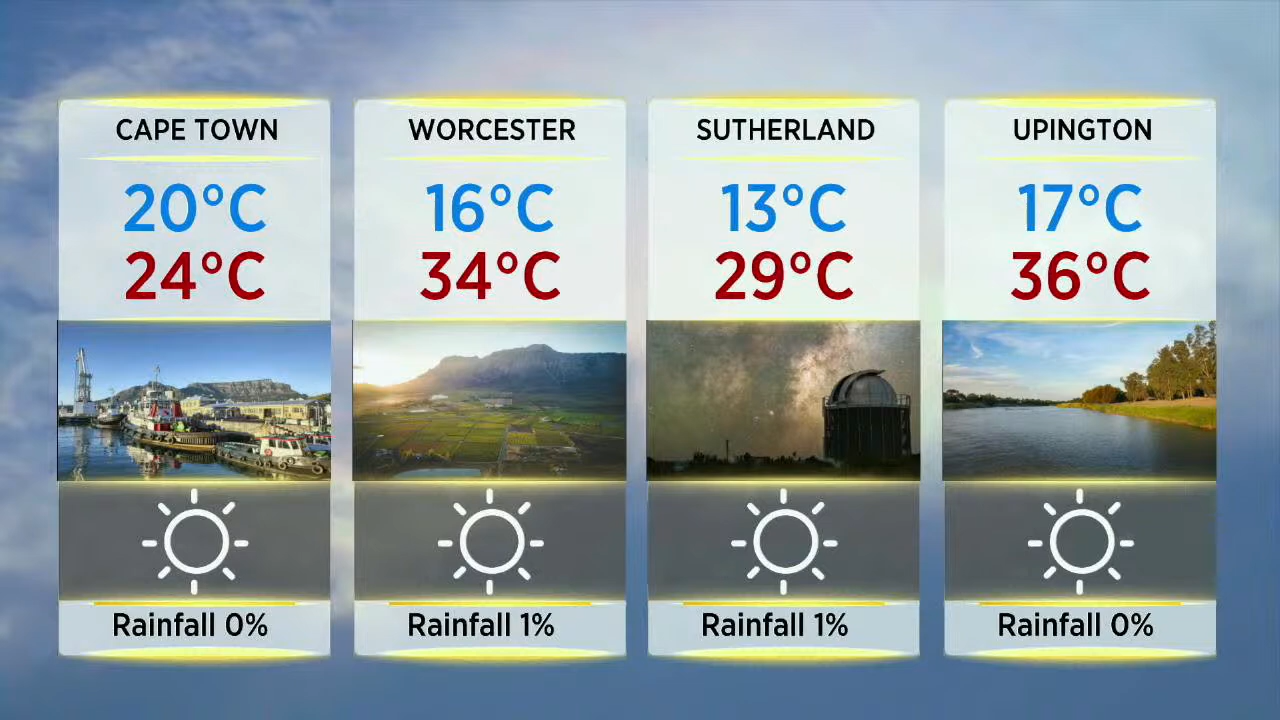 CAPE TOWN
20°C
24°C
Rainfall 0%
WORCESTER
16°C
34°C
Rainfall 1%
SUTHERLAND
13°C
29°C
Rainfall 1%
UPINGTON
17°C
36°C
Rainfall 0%